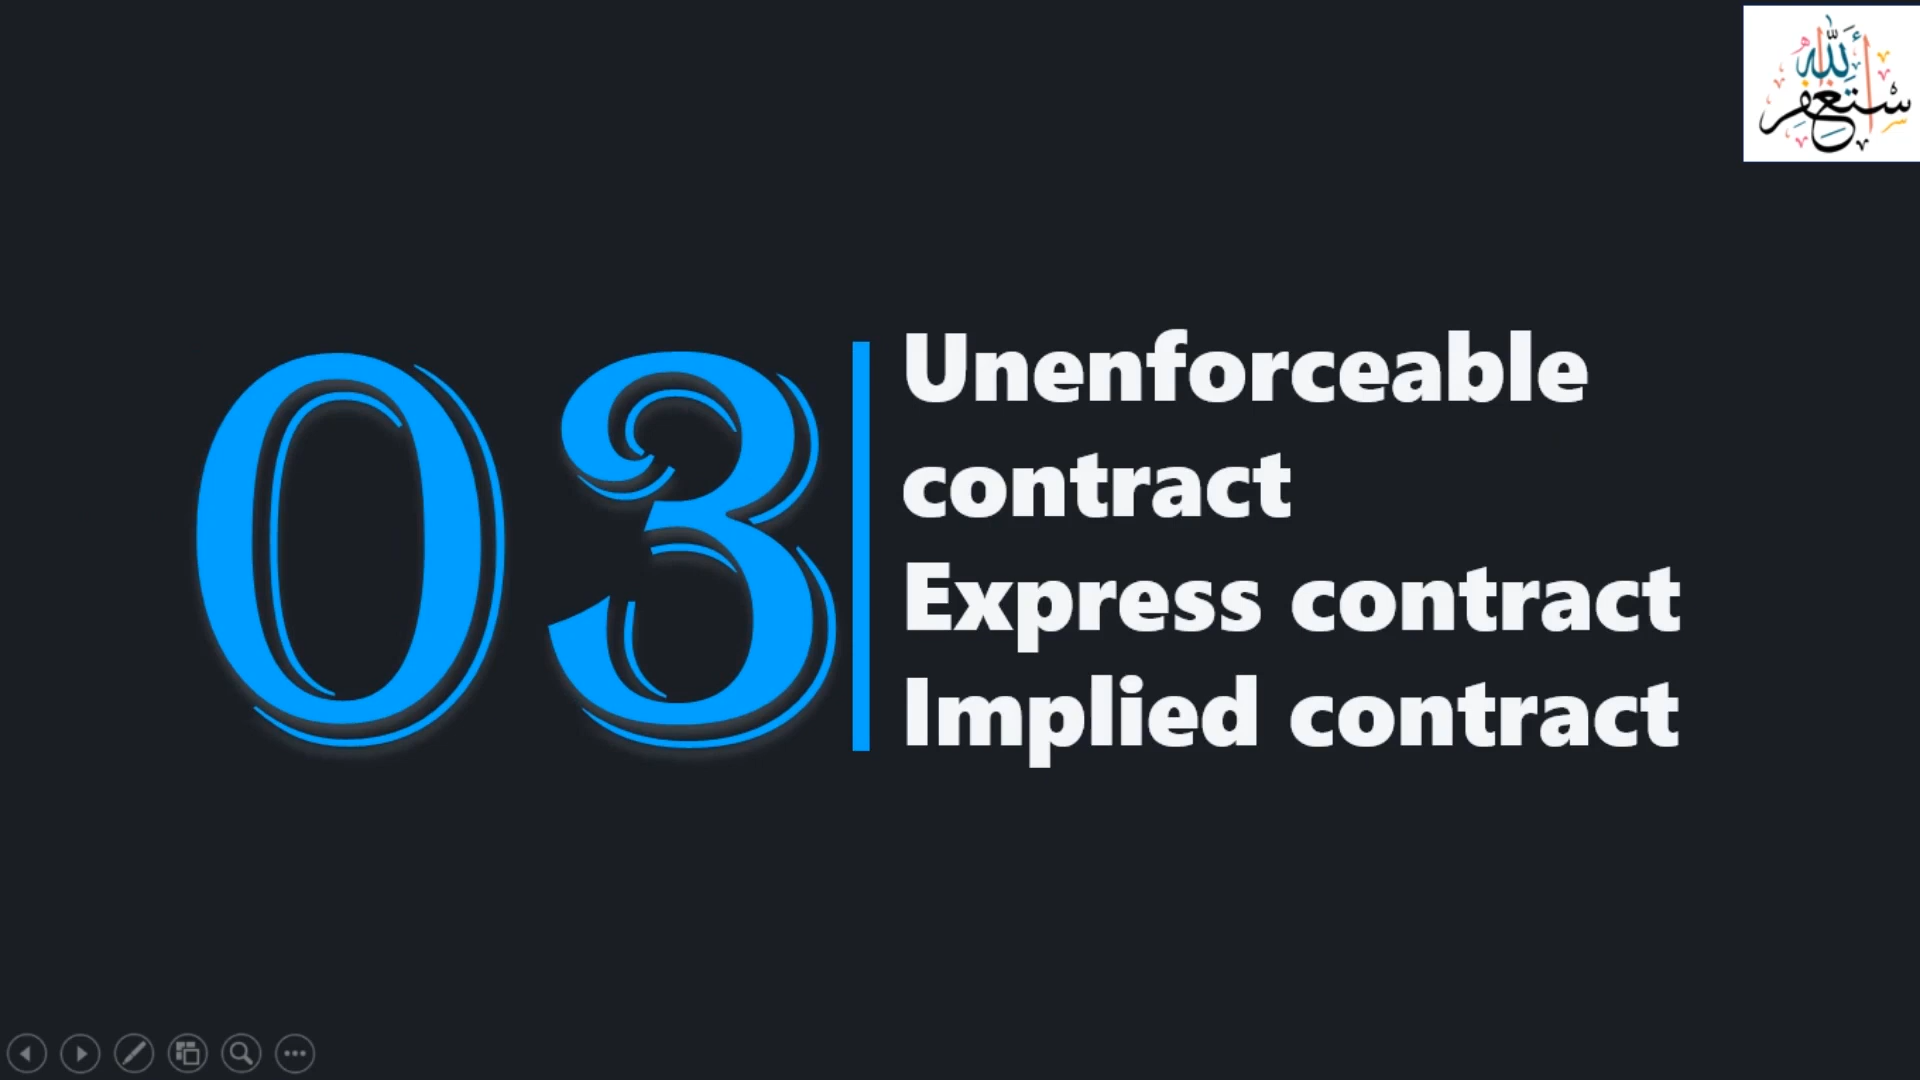 أستغفر الله
03
Unenforceable
contract
Express contract
Implied contract